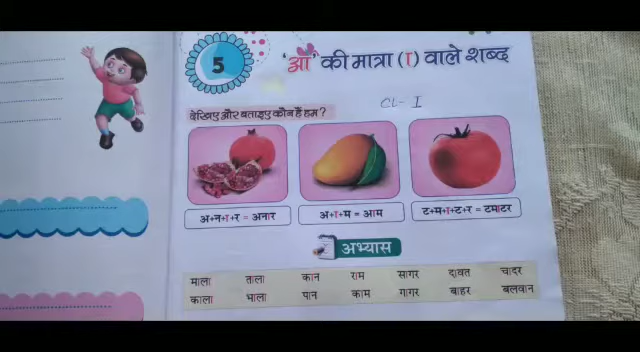 5
'आ' की मात्रा (ा) वाले शब्द
CL- I
देखिए और बताइए कौन हैं हम?
अ+न+ा+र = अनार
अ+ा+म = आम
ट+म+ा+ट+र = टमाटर
अभ्यास
माला ताला कान राम सागर दावत चादर
काला भाला पान काम गागर बाहर बलवान